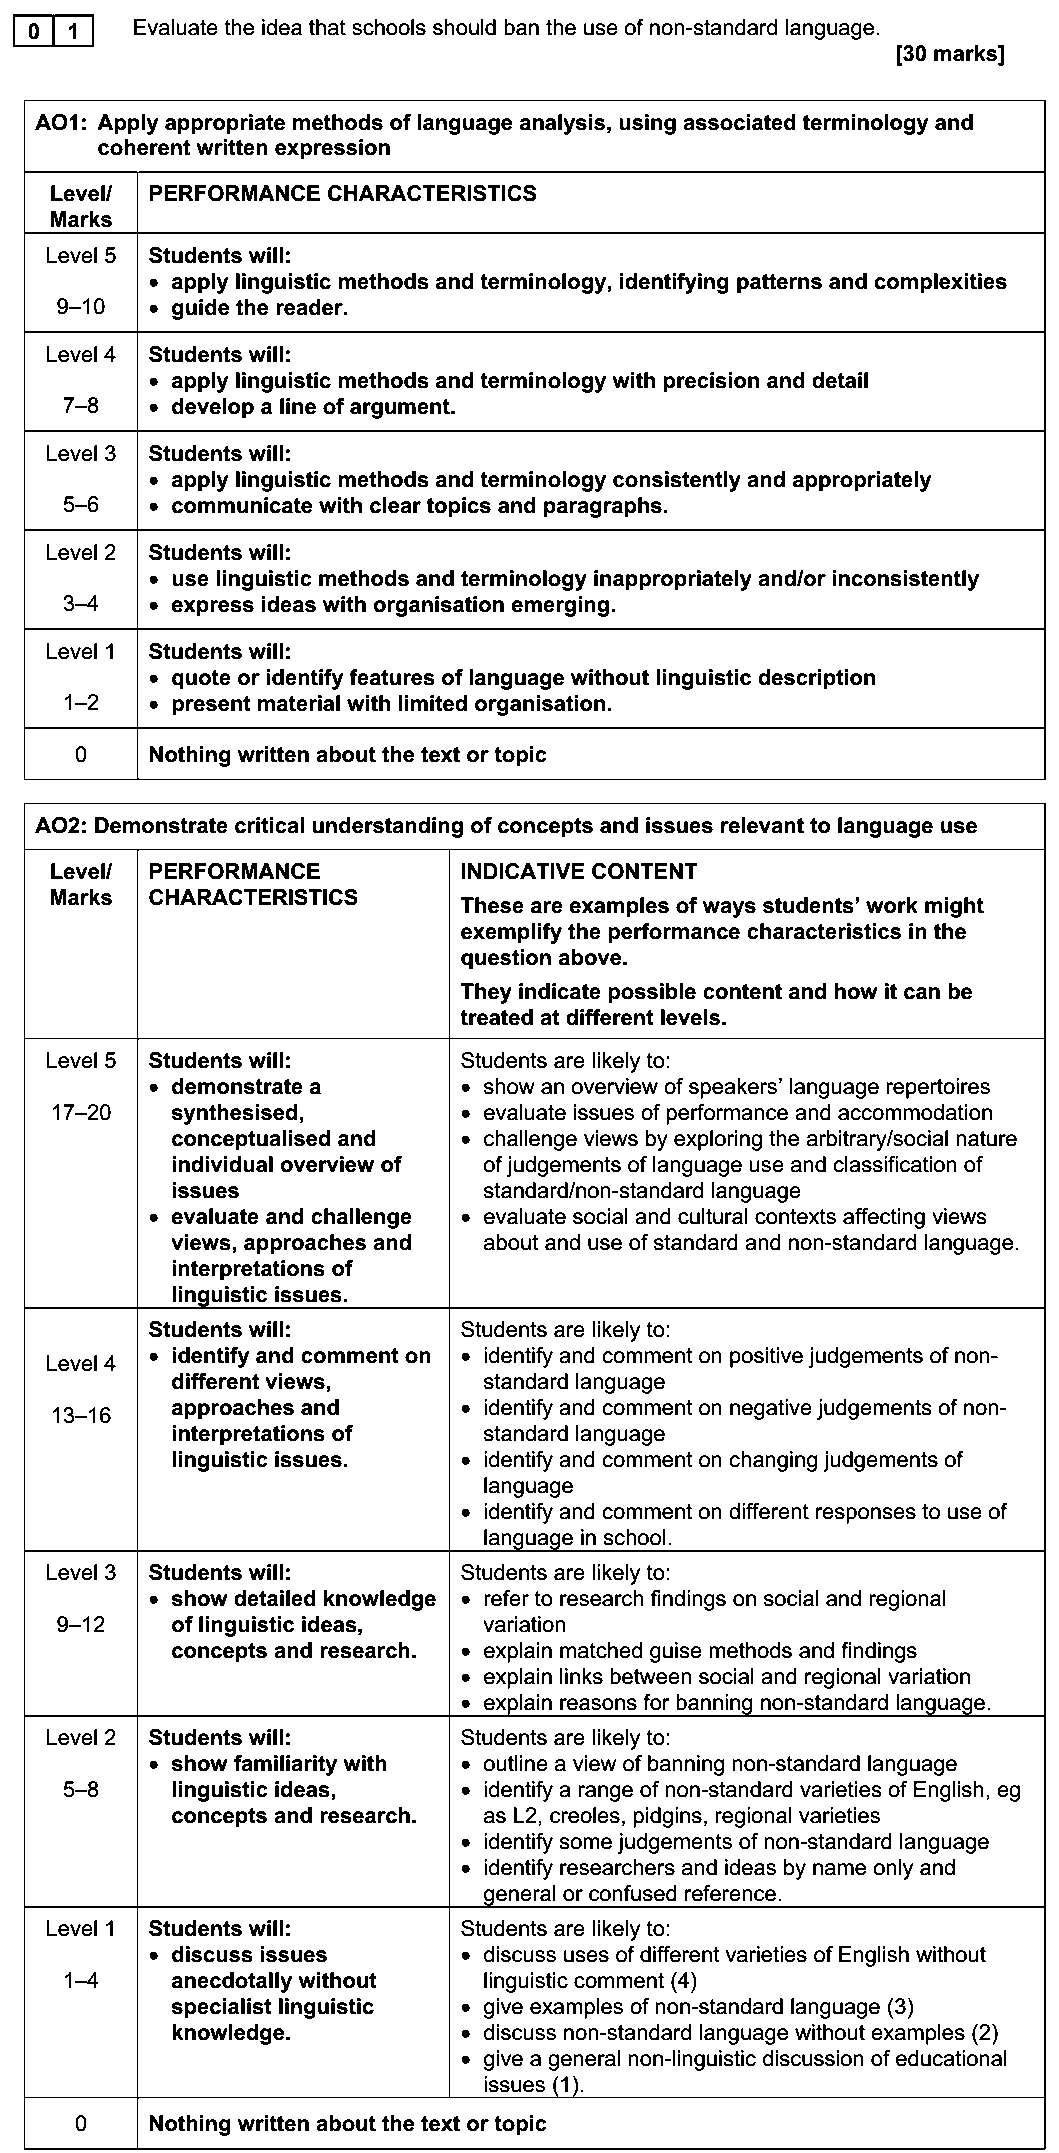 0 1 Evaluate the idea that schools should ban the use of non-standard language.
[30 marks]
AO1: Apply appropriate methods of language analysis, using associated terminology and
coherent written expression
Level/
Marks
PERFORMANCE CHARACTERISTICS
Level 5
9–10
Students will:
• apply linguistic methods and terminology, identifying patterns and complexities
• guide the reader.
Level 4
7–8
Students will:
• apply linguistic methods and terminology with precision and detail
• develop a line of argument.
Level 3
5–6
Students will:
• apply linguistic methods and terminology consistently and appropriately
• communicate with clear topics and paragraphs.
Level 2
3–4
Students will:
• use linguistic methods and terminology inappropriately and/or inconsistently
• express ideas with organisation emerging.
Level 1
1–2
Students will:
• quote or identify features of language without linguistic description
• present material with limited organisation.
0
Nothing written about the text or topic
AO2: Demonstrate critical understanding of concepts and issues relevant to language use
Level/
Marks
PERFORMANCE
CHARACTERISTICS
INDICATIVE CONTENT
These are examples of ways students' work might
exemplify the performance characteristics in the
question above.
They indicate possible content and how it can be
treated at different levels.
Level 5
17–20
Students will:
• demonstrate a
synthesised,
conceptualised and
individual overview of
issues
• evaluate and challenge
views, approaches and
interpretations of
linguistic issues.
Students are likely to:
• show an overview of speakers' language repertoires
• evaluate issues of performance and accommodation
• challenge views by exploring the arbitrary/social nature
of judgements of language use and classification of
standard/non-standard language
• evaluate social and cultural contexts affecting views
about and use of standard and non-standard language.
Level 4
13–16
Students will:
• identify and comment on
different views,
approaches and
interpretations of
linguistic issues.
Students are likely to:
• identify and comment on positive judgements of non-
standard language
• identify and comment on negative judgements of non-
standard language
• identify and comment on changing judgements of
language
• identify and comment on different responses to use of
language in school.
Level 3
9–12
Students will:
• show detailed knowledge
of linguistic ideas,
concepts and research.
Students are likely to:
• refer to research findings on social and regional
variation
• explain matched guise methods and findings
• explain links between social and regional variation
• explain reasons for banning non-standard language.
Level 2
5–8
Students will:
• show familiarity with
linguistic ideas,
concepts and research.
Students are likely to:
• outline a view of banning non-standard language
• identify a range of non-standard varieties of English, eg
as L2, creoles, pidgins, regional varieties
• identify some judgements of non-standard language
• identify researchers and ideas by name only and
general or confused reference.
Level 1
1–4
Students will:
• discuss issues
anecdotally without
specialist linguistic
knowledge.
Students are likely to:
• discuss uses of different varieties of English without
linguistic comment (4)
• give examples of non-standard language (3)
• discuss non-standard language without examples (2)
• give a general non-linguistic discussion of educational
issues (1).
0
Nothing written about the text or topic